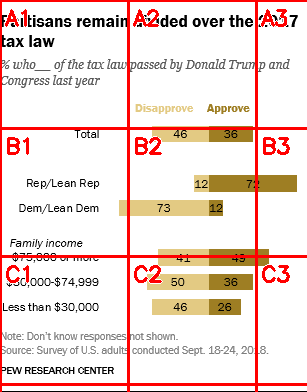 Partisans remain divided over the 2017
tax law
% who__ of the tax law passed by Donald Trump and
Congress last year
Disapprove Approve
Total 46 36
Rep/Lean Rep 12 72
Dem/Lean Dem 73 12
Family income
$75,000 or more 41 49
$30,000-$74,999 50 36
Less than $30,000 46 26
Note: Don't know responses not shown.
Source: Survey of U.S. adults conducted Sept. 18-24, 2018.
PEW RESEARCH CENTER
A1 A2 A3
B1 B2 B3
C1 C2 C3